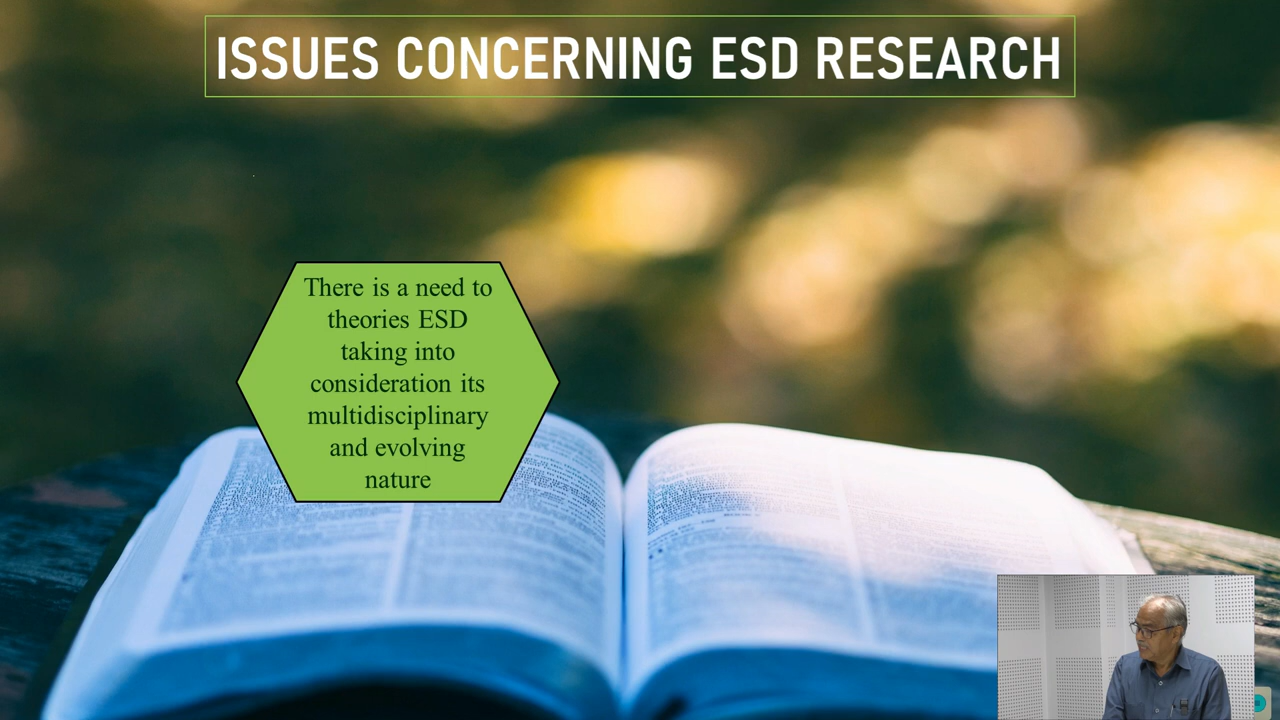 ISSUES CONCERNING ESD RESEARCH
There is a need to
theories ESD
taking into
consideration its
multidisciplinary
and evolving
nature